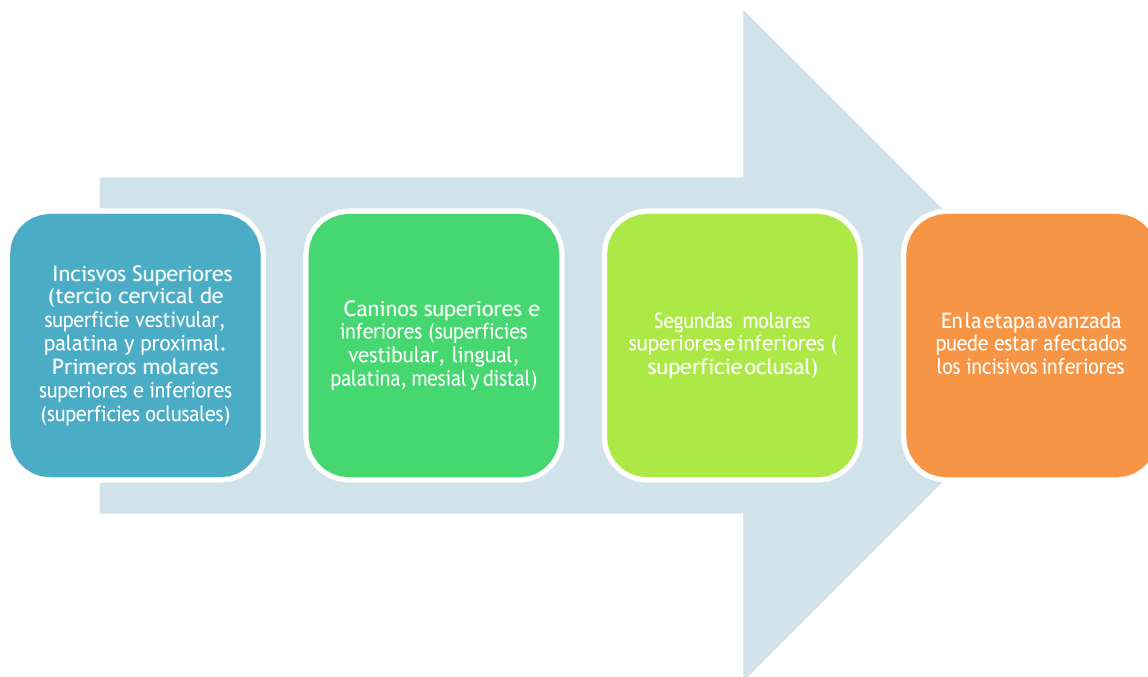 Incisvos Superiores
(tercio cervical de
superficie vestivular,
palatina y proximal.
Primeros molares
superiores e inferiores
(superficies oclusales)
Caninos superiores e
inferiores (superficies
vestibular, lingual,
palatina, mesial y distal)
Segundas molares
superiores e inferiores (
superficie oclusal)
En la etapa avanzada
puede estar afectados
los incisivos inferiores